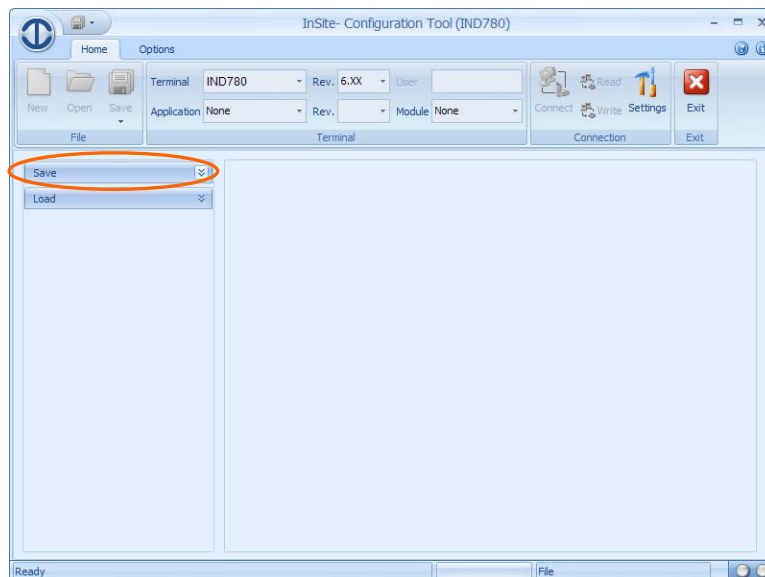 InSite- Configuration Tool (IND780)
Home Options
Terminal IND780 Rev. 6.XX User
New Open Save Connect Read Write Settings Exit
Application None Rev. Module None
File Terminal Connection Exit
Save
Load
Ready File